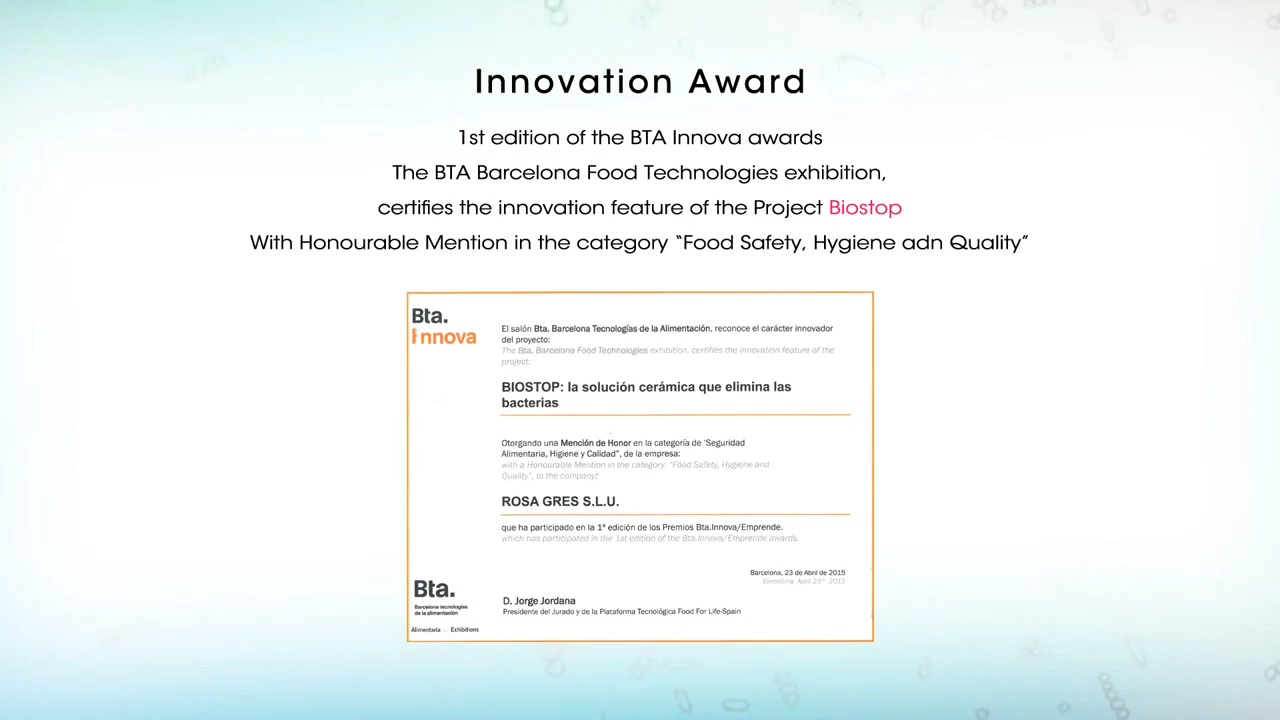 Innovation Award
1st edition of the BTA Innova awards
The BTA Barcelona Food Technologies exhibition,
certifies the innovation feature of the Project Biostop
With Honourable Mention in the category “Food Safety, Hygiene adn Quality”
Bta.
Innova
El salón Bta. Barcelona Tecnologías de la Alimentación, reconoce el carácter innovador
del proyecto:
The Bta. Barcelona Food Technologies exhibition, certifies the innovation feature of the
project:
BIOSTOP: la solución cerámica que elimina las
bacterias
Otorgando una Mención de Honor en la categoría de 'Seguridad
Alimentaria, Higiene y Calidad”, de la empresa:
with a Honourable Mention in the category “Food Safety, Hygiene and
Quality”, to the company:
ROSA GRES S.L.U.
que ha participado en la 1ª edición de los Premios Bta.Innova/Emprende.
which has participated in the 1st edition of the Bta.Innova/Emprende awards.
Barcelona, 23 de Abril de 2015
Barcelona, April 23rd, 2015
Bta.
Barcelona tecnologías
de la alimentación
D. Jorge Jordana
Presidente del Jurado y de la Plataforma Tecnológica Food For Life-Spain
Alimentaria Exhibitions